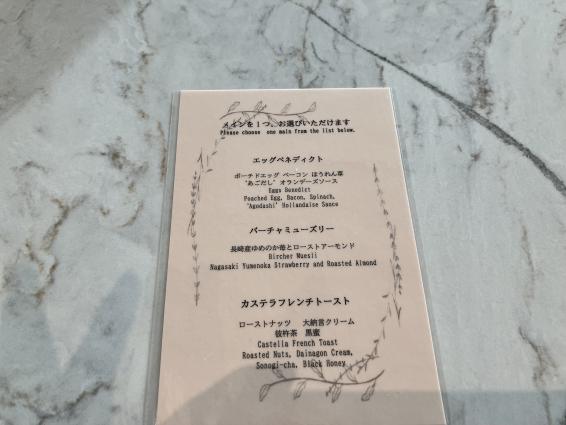 メインを1つ、お選びいただけます
Please choose one main from the list below.
エッグベネディクト
ポーチドエッグ ベーコン ほうれん草
"あごだし" オランデーズソース
Eggs Benedict
Poached Egg, Bacon, Spinach,
"Agodashi" Hollandaise Sauce
バーチャミューズリー
長崎産ゆめのか苺とローストアーモンド
Bircher Muesli
Nagasaki Yumenoka Strawberry and Roasted Almond
カステラフレンチトースト
ローストナッツ 大納言クリーム
彼杵茶 黒蜜
Castella French Toast
Roasted Nuts, Dainagon Cream,
Sonogi-cha, Black Honey